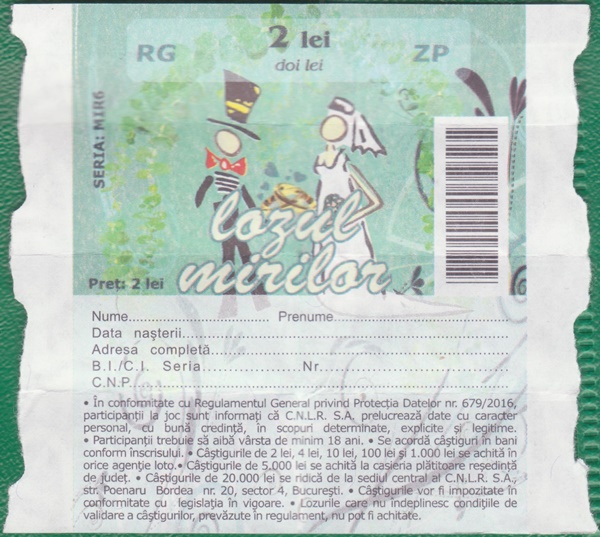 RG 2 lei ZP
doi lei
SERIA: MIR6
lozul
mirilor
Preț: 2 lei
Nume............................ Prenume............................
Data nașterii............................
Adresa completă............................
B.I./C.I. Seria.................... Nr............................
C.N.P............................
• În conformitate cu Regulamentul General privind Protecția Datelor nr. 679/2016,
participanții la joc sunt informați că C.N.L.R. S.A. prelucrează date cu caracter
personal, cu bună credință, în scopuri determinate, explicite și legitime.
• Participanții trebuie să aibă vârsta de minim 18 ani. • Se acordă câștiguri în bani
conform înscrisului. • Câștigurile de 2 lei, 4 lei, 10 lei, 100 lei și 1.000 lei se achită în
orice agenție loto.• Câștigurile de 5.000 lei se achită la casieria plătitoare reședință
de județ. • Câștigurile de 20.000 lei se ridică de la sediul central al C.N.L.R. S.A.,
str. Poenaru Bordea nr. 20, sector 4, București. • Câștigurile vor fi impozitate în
conformitate cu legislația în vigoare. • Lozurile care nu îndeplinesc condițiile de
validare a câștigurilor, prevăzute în regulament, nu pot fi achitate.